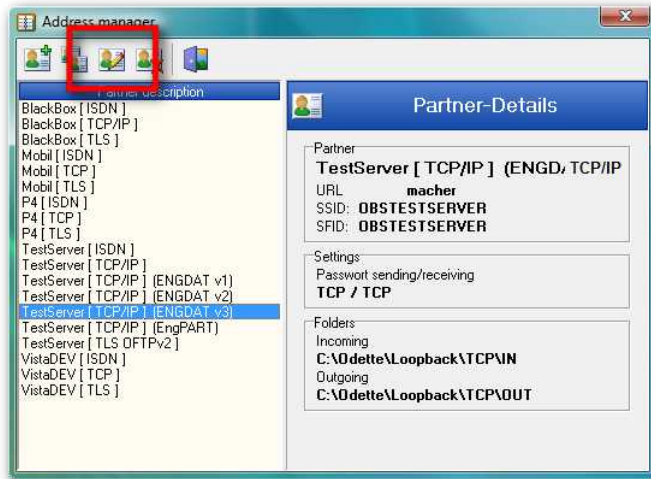 Address manager
Partner description
BlackBox [ ISDN ]
BlackBox [ TCP/IP ]
BlackBox [ TLS ]
Mobil [ ISDN ]
Mobil [ TCP ]
Mobil [ TLS ]
P4 [ ISDN ]
P4 [ TCP ]
P4 [ TLS ]
TestServer [ ISDN ]
TestServer [ TCP/IP ]
TestServer [ TCP/IP ] (ENGDAT v1)
TestServer [ TCP/IP ] (ENGDAT v2)
TestServer [ TCP/IP ] (ENGDAT v3)
TestServer [ TCP/IP ] (EngPART)
TestServer [ TLS OFTPv2 ]
VistaDEV [ ISDN ]
VistaDEV [ TCP ]
VistaDEV [ TLS ]
Partner-Details
Partner
TestServer [ TCP/IP ] (ENGD, TCP/IP
URL macher
SSID: OBSTESTSERVER
SFID: OBSTESTSERVER
Settings
Passwort sending/receiving
TCP / TCP
Folders
Incoming
C:\Odette\Loopback\TCP\IN
Outgoing
C:\Odette\Loopback\TCP\OUT